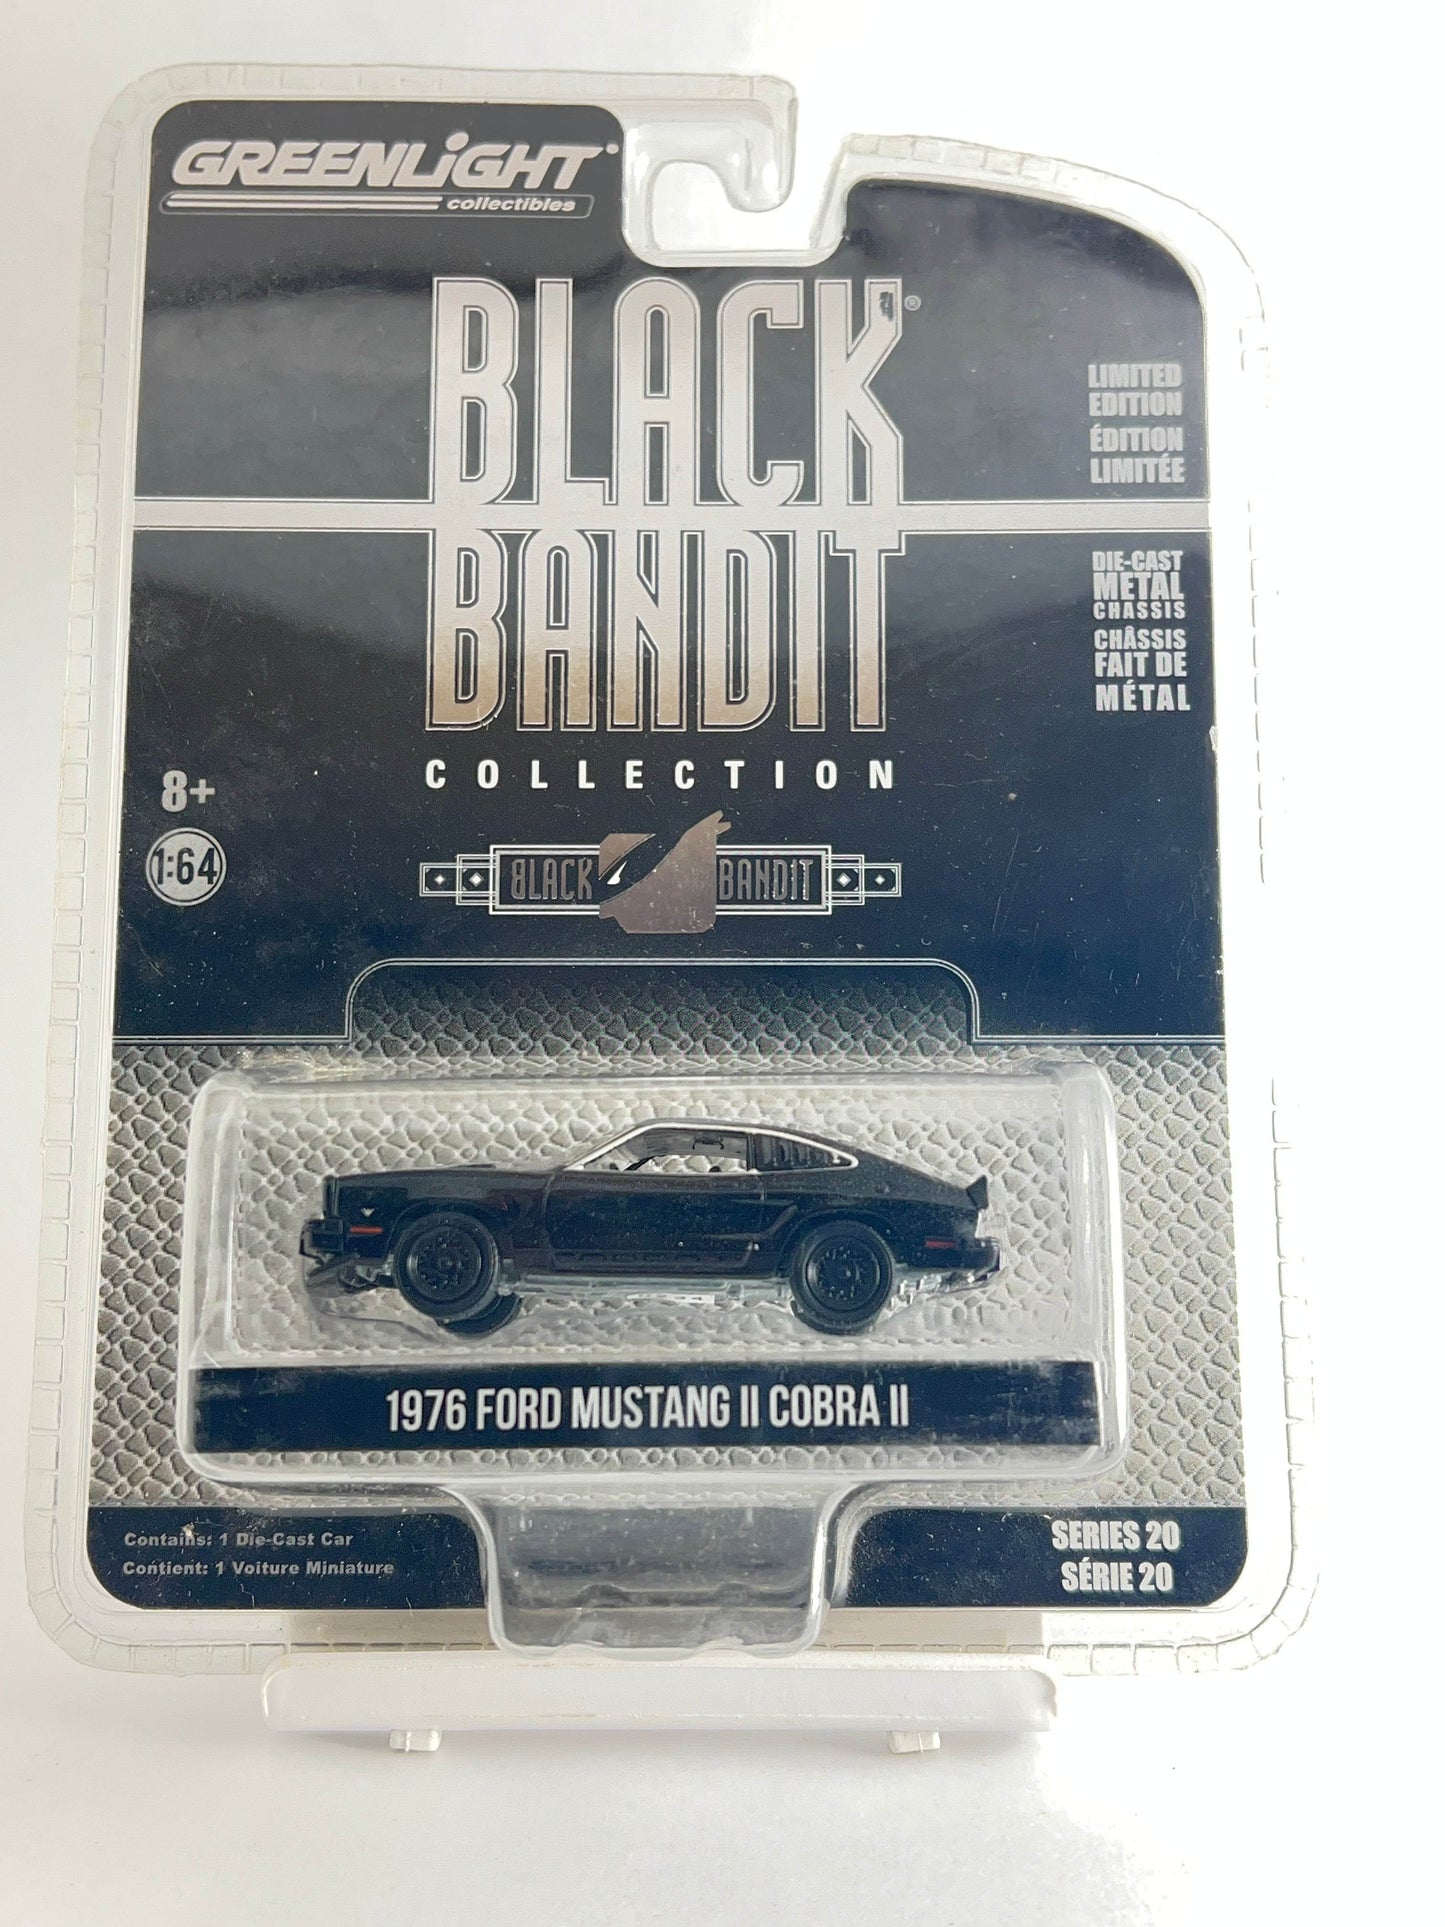 GREENLiGHT®
collectibles
BLACK®
BANDIT
COLLECTION
LIMITED
EDITION
ÉDITION
LIMITÉE
DIE-CAST
METAL
CHASSIS
CHÂSSIS
FAIT DE
MÉTAL
8+
1:64
BLACK BANDIT
1976 FORD MUSTANG II COBRA II
Contains: 1 Die-Cast Car
Contient: 1 Voiture Miniature
SERIES 20
SÉRIE 20